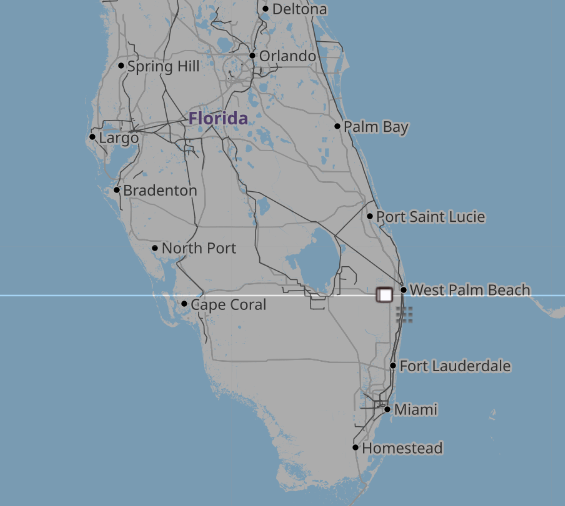 Deltona
Orlando
Spring Hill
Florida
Palm Bay
Largo
Bradenton
Port Saint Lucie
North Port
West Palm Beach
Cape Coral
Fort Lauderdale
Miami
Homestead